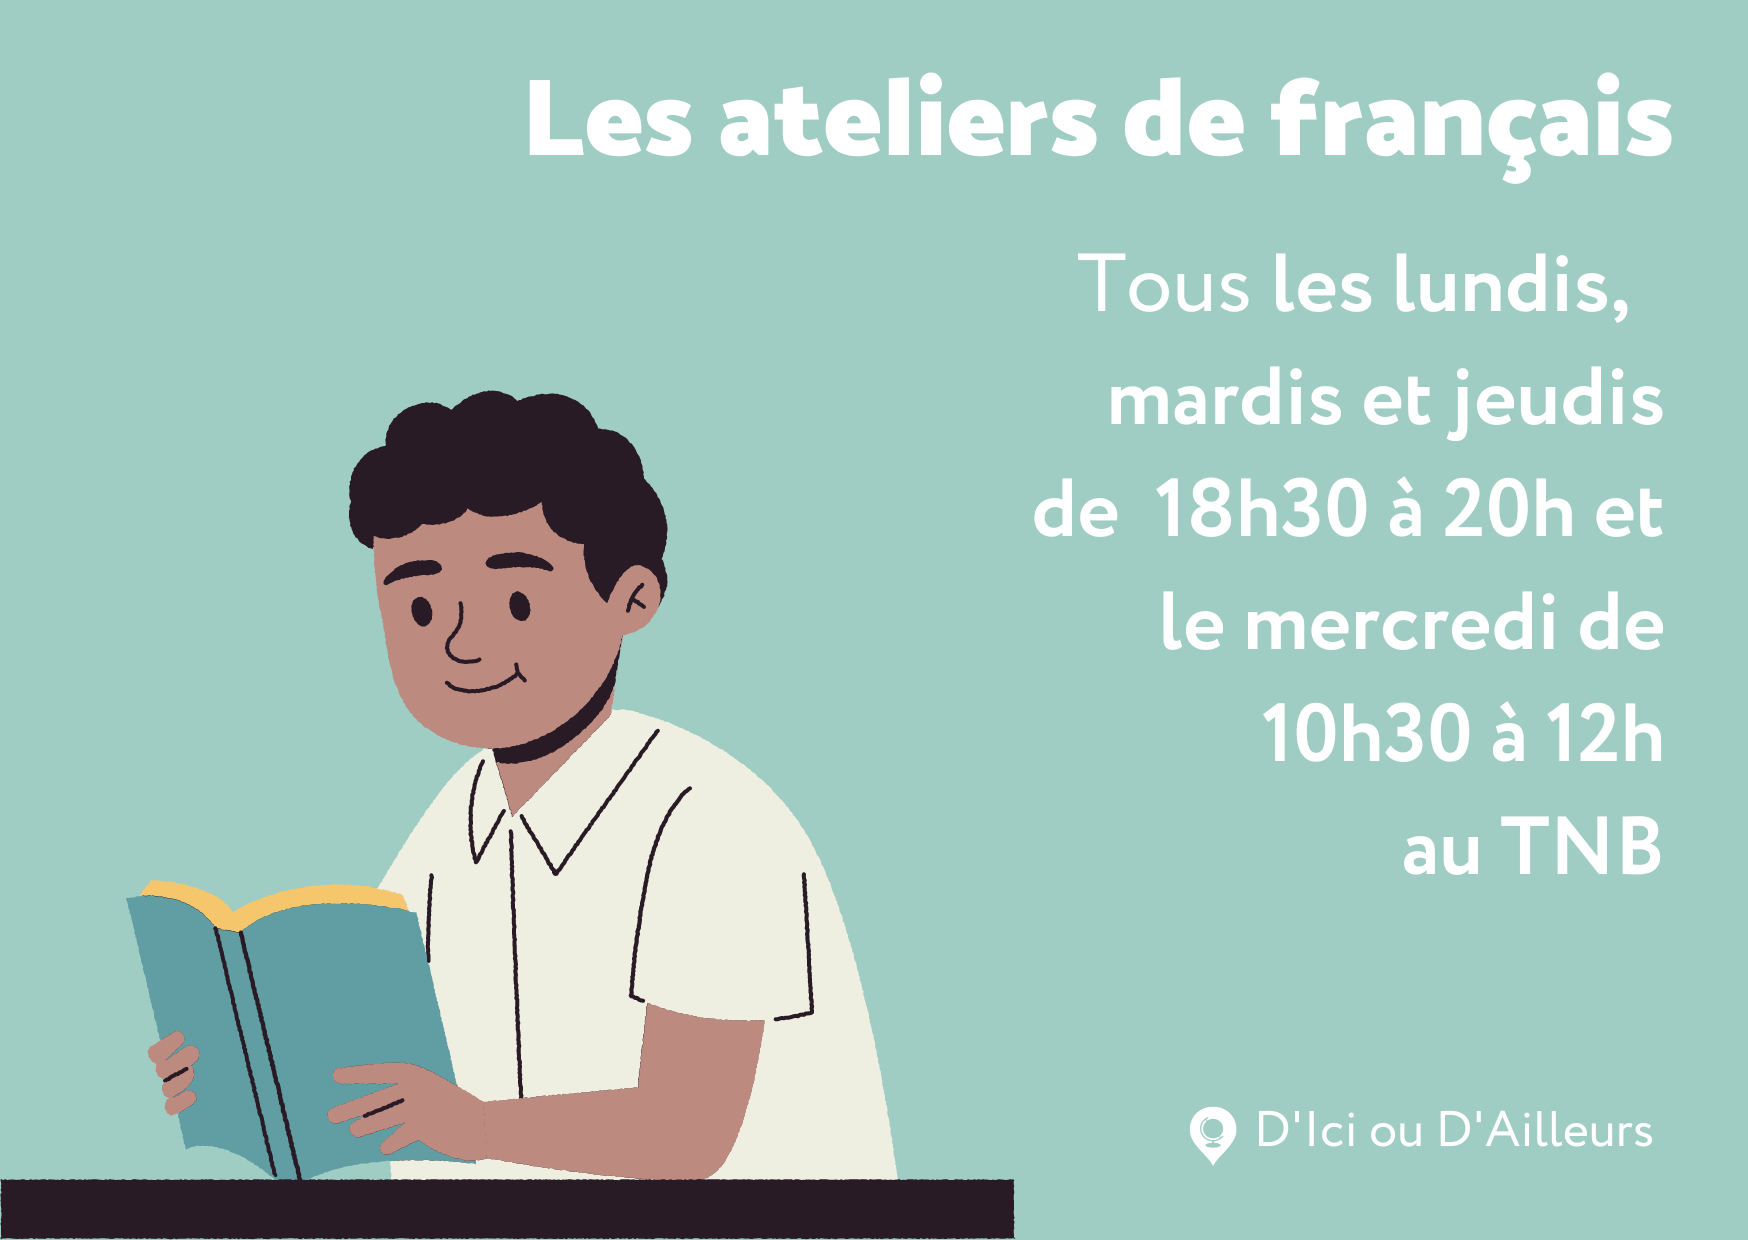 Les ateliers de français
Tous les lundis,
mardis et jeudis
de 18h30 à 20h et
le mercredi de
10h30 à 12h
au TNB
D'Ici ou D'Ailleurs